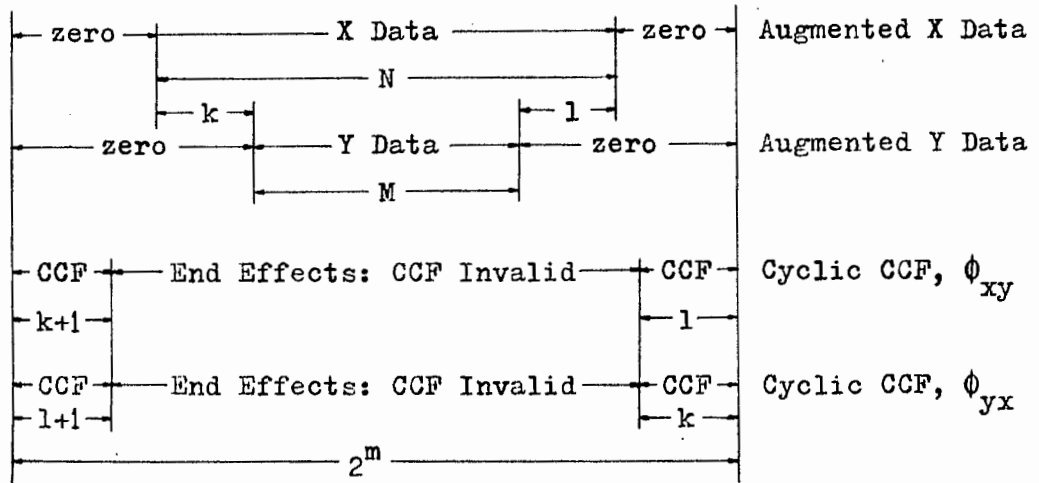 zero X Data zero Augmented X Data
N
k l
zero Y Data zero Augmented Y Data
M
CCF End Effects: CCF Invalid CCF Cyclic CCF, ϕxy
k+1 l
CCF End Effects: CCF Invalid CCF Cyclic CCF, ϕyx
l+1 k
2^m